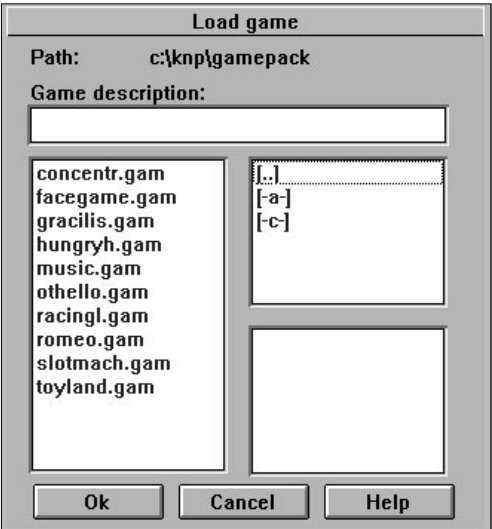 Load game
Path: c:\knp\gamepack
Game description:
concentr.gam
facegame.gam
gracilis.gam
hungryh.gam
music.gam
othello.gam
racingl.gam
romeo.gam
slotmach.gam
toyland.gam
[..]
[-a-]
[-c-]
Ok Cancel Help